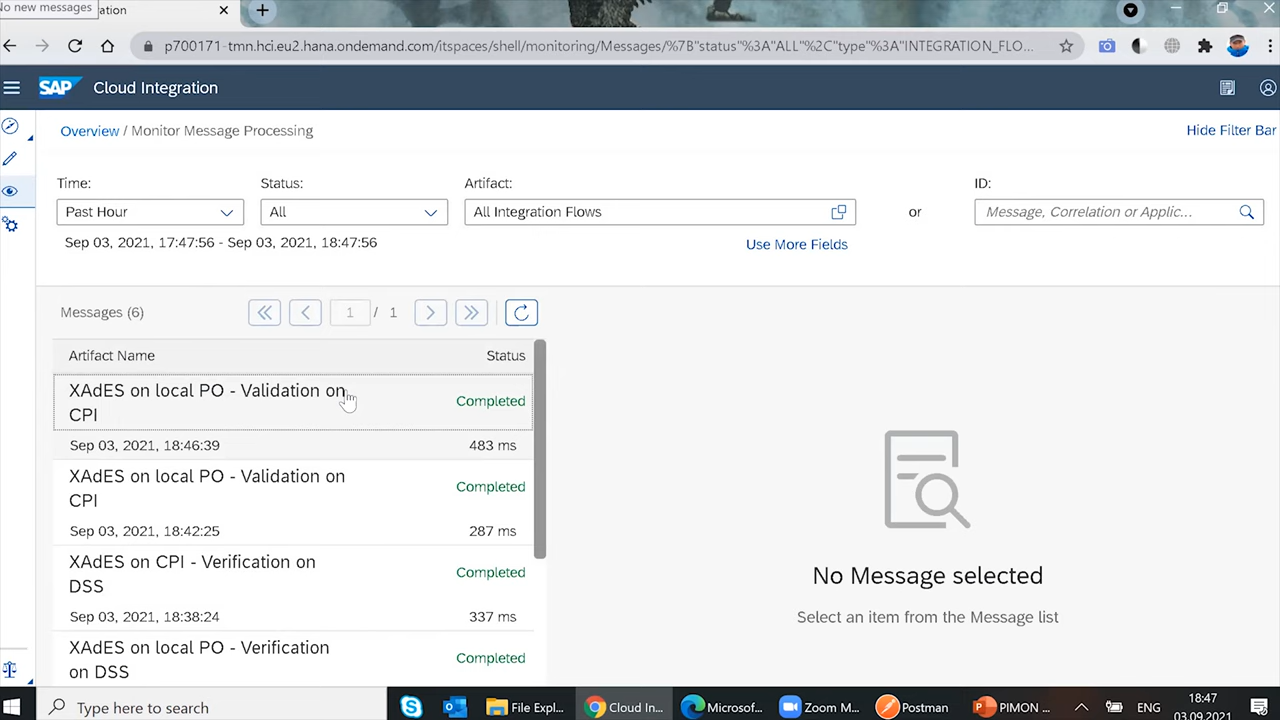 No new messages
ation
p700171-tmn.hci.eu2.hana.ondemand.com/itspaces/shell/monitoring/Messages/%7B"status"%3A"ALL"%2C"type"%3A"INTEGRATION_FLO...
SAP Cloud Integration
Overview / Monitor Message Processing
Hide Filter Bar
Time:
Status:
Artifact:
ID:
Past Hour
All
All Integration Flows
or
Message, Correlation or Applic...
Sep 03, 2021, 17:47:56 - Sep 03, 2021, 18:47:56
Use More Fields
Messages (6)
1 / 1
Artifact Name
Status
XAdES on local PO - Validation on
CPI
Completed
Sep 03, 2021, 18:46:39
483 ms
XAdES on local PO - Validation on
CPI
Completed
Sep 03, 2021, 18:42:25
287 ms
XAdES on CPI - Verification on
DSS
Completed
Sep 03, 2021, 18:38:24
337 ms
XAdES on local PO - Verification
on DSS
Completed
No Message selected
Select an item from the Message list
Type here to search
File Expl...
Cloud In...
Microsof...
Zoom M...
Postman
PIMON ...
ENG
18:47
03.09.2021